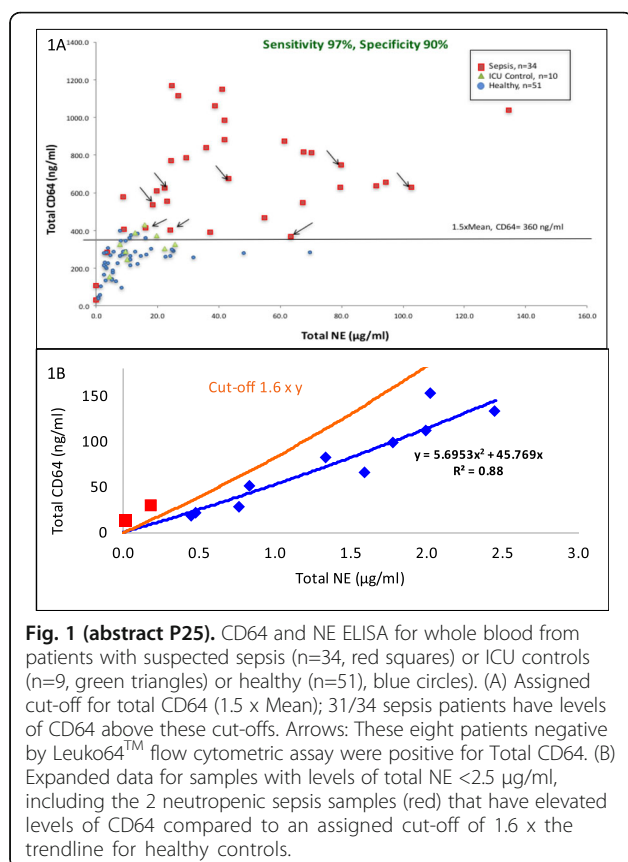 1A
Sensitivity 97%, Specificity 90%
Sepsis, n=34
ICU Control, n=10
Healthy, n=51
1400.0
1200.0
1000.0
800.0
600.0
400.0
200.0
0.0
Total CD64 (ng/ml)
1.5xMean, CD64= 360 ng/ml
0.0 20.0 40.0 60.0 80.0 100.0 120.0 140.0 160.0
Total NE (µg/ml)
1B
Cut-off 1.6 x y
150
100
50
0
Total CD64 (ng/ml)
y = 5.6953x² + 45.769x
R² = 0.88
0.0 0.5 1.0 1.5 2.0 2.5 3.0
Total NE (µg/ml)
Fig. 1 (abstract P25). CD64 and NE ELISA for whole blood from
patients with suspected sepsis (n=34, red squares) or ICU controls
(n=9, green triangles) or healthy (n=51), blue circles). (A) Assigned
cut-off for total CD64 (1.5 x Mean); 31/34 sepsis patients have levels
of CD64 above these cut-offs. Arrows: These eight patients negative
by Leuko64™ flow cytometric assay were positive for Total CD64. (B)
Expanded data for samples with levels of total NE <2.5 µg/ml,
including the 2 neutropenic sepsis samples (red) that have elevated
levels of CD64 compared to an assigned cut-off of 1.6 x the
trendline for healthy controls.